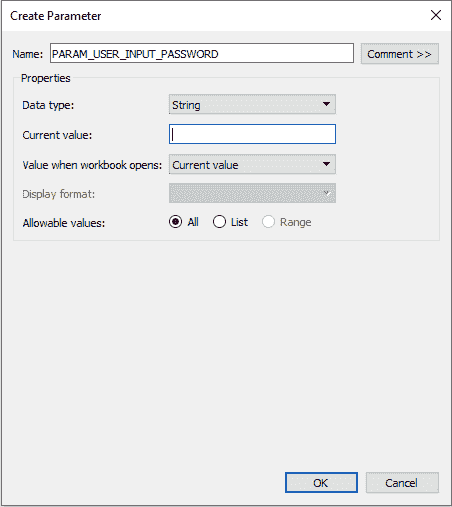 Create Parameter
Name: PARAM_USER_INPUT_PASSWORD Comment >>
Properties
Data type: String
Current value:
Value when workbook opens: Current value
Display format:
Allowable values: All List Range
OK Cancel